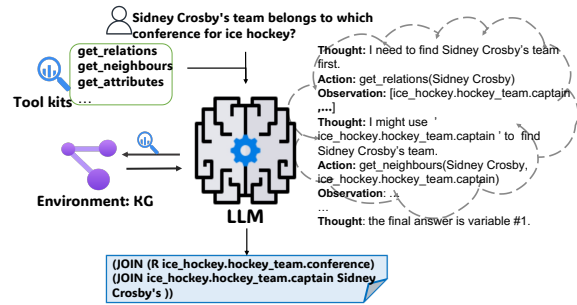 Sidney Crosby's team belongs to which
conference for ice hockey?
get_relations
get_neighbours
get_attributes
...
Tool kits
Environment: KG
LLM
Thought: I need to find Sidney Crosby's team
first.
Action: get_relations(Sidney Crosby)
Observation: [ice_hockey.hockey_team.captain
,...]
Thought: I might use '
ice_hockey.hockey_team.captain ' to find
Sidney Crosby's team.
Action: get_neighbours(Sidney Crosby,
ice_hockey.hockey_team.captain)
Observation: ...
...
Thought: the final answer is variable #1.
(JOIN (R ice_hockey.hockey_team.conference)
(JOIN ice_hockey.hockey_team.captain Sidney
Crosby's ))